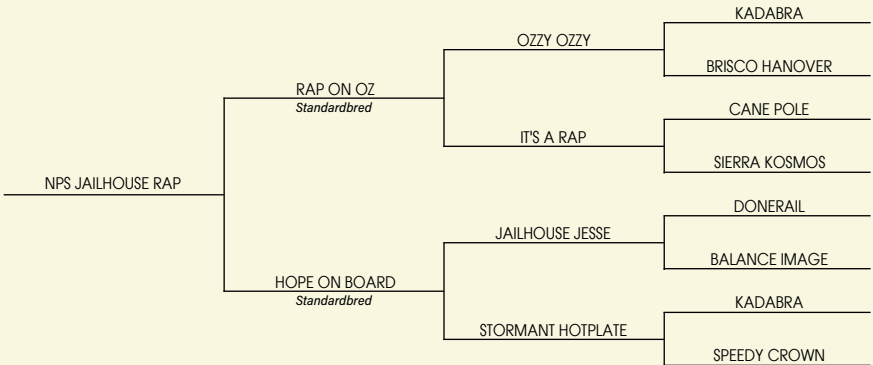 KADABRA
OZZY OZZY
BRISCO HANOVER
RAP ON OZ
Standardbred
CANE POLE
IT'S A RAP
SIERRA KOSMOS
NPS JAILHOUSE RAP
DONERAIL
JAILHOUSE JESSE
BALANCE IMAGE
HOPE ON BOARD
Standardbred
KADABRA
STORMANT HOTPLATE
SPEEDY CROWN